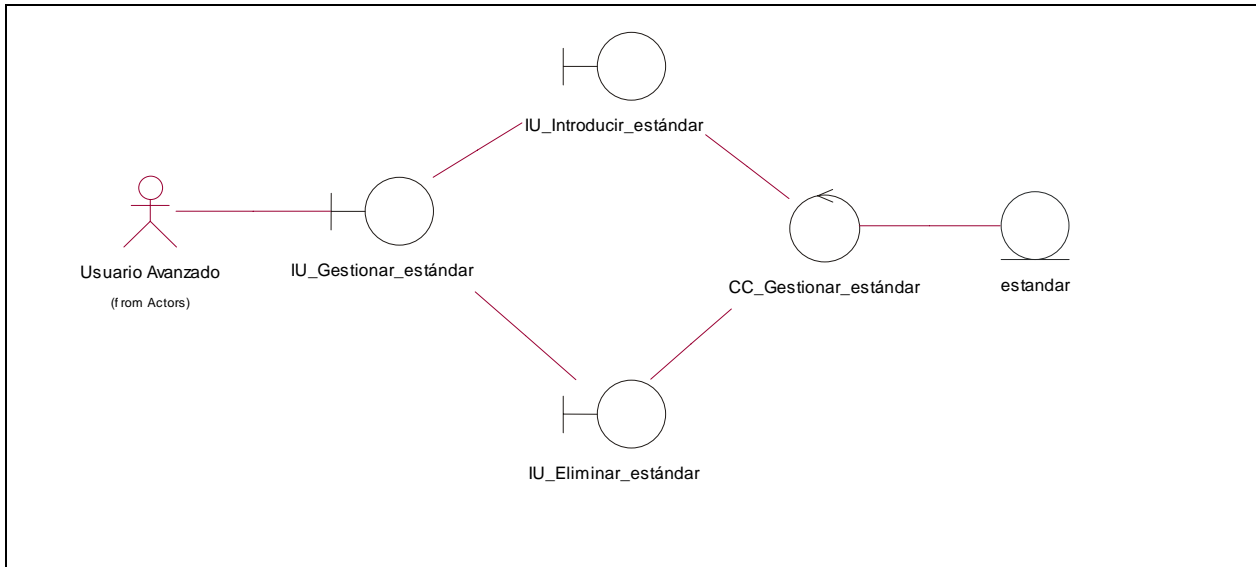 IU_Introducir_estándar
Usuario Avanzado
(from Actors)
IU_Gestionar_estándar
CC_Gestionar_estándar
estandar
IU_Eliminar_estándar